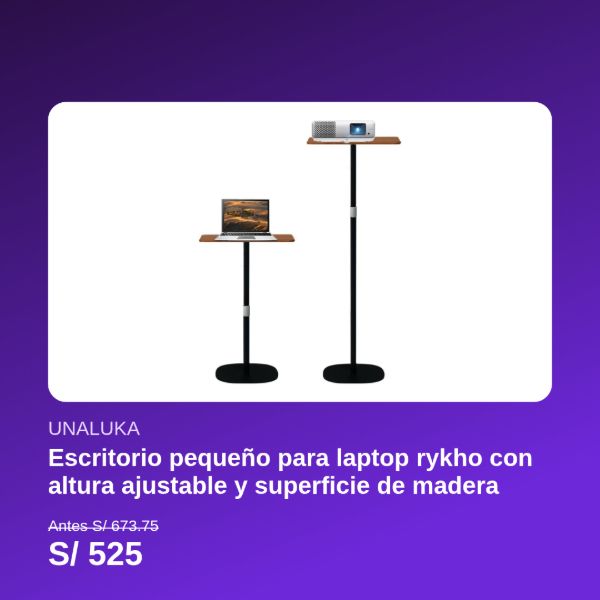 UNALUKA
Escritorio pequeño para laptop rykho con
altura ajustable y superficie de madera
Antes S/ 673.75
S/ 525